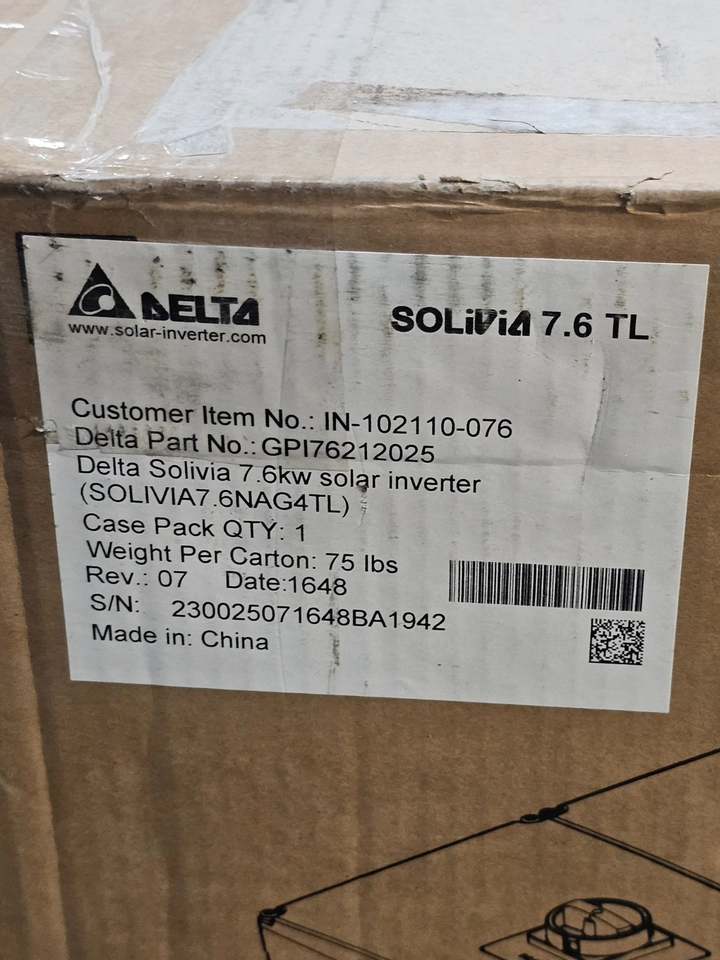 DELTA
www.solar-inverter.com
SOLiViA 7.6 TL
Customer Item No.: IN-102110-076
Delta Part No.: GPI76212025
Delta Solivia 7.6kw solar inverter
(SOLIVIA7.6NAG4TL)
Case Pack QTY: 1
Weight Per Carton: 75 lbs
Rev.: 07 Date:1648
S/N: 230025071648BA1942
Made in: China